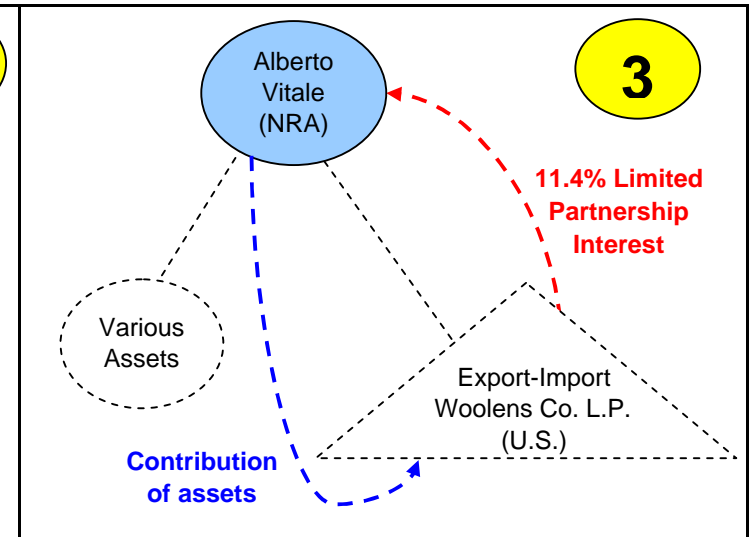 Alberto
Vitale
(NRA)
3
11.4% Limited
Partnership
Interest
Various
Assets
Export-Import
Woolens Co. L.P.
(U.S.)
Contribution
of assets